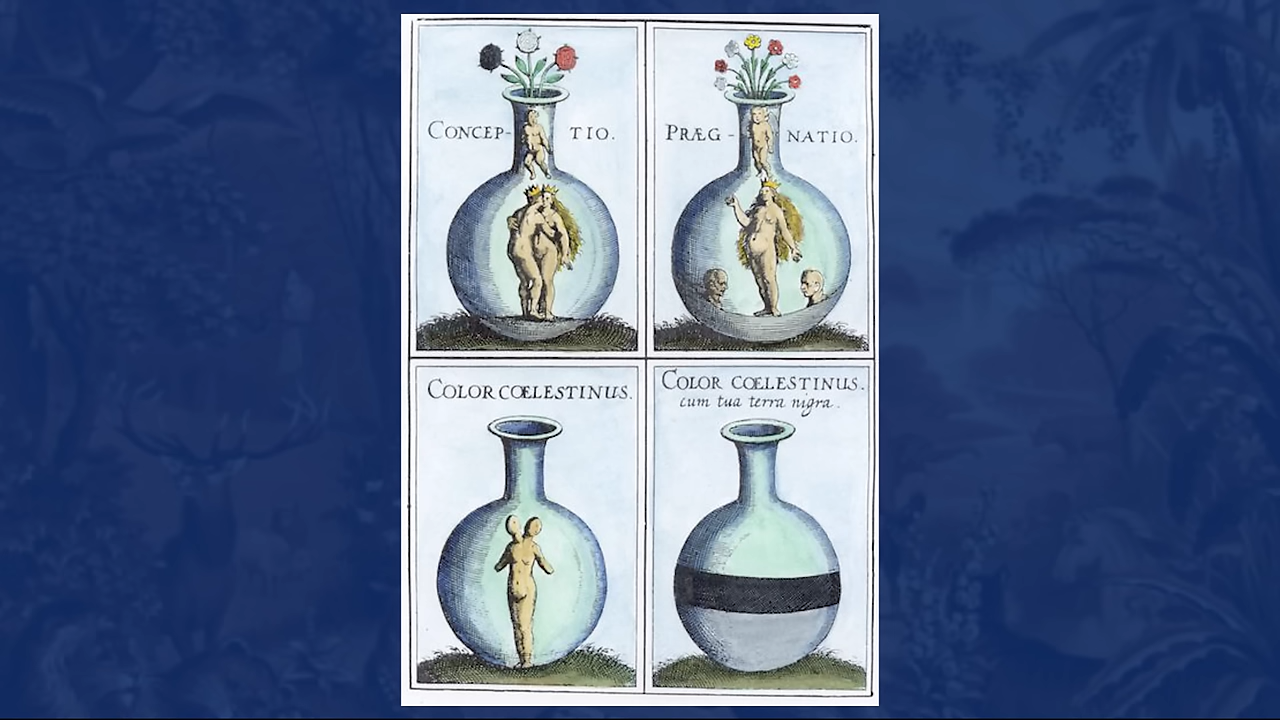 CONCEP- TIO.
PRÆG- NATIO.
COLOR CŒLESTINUS.
COLOR CŒLESTINUS.
cum tua terra nigra.